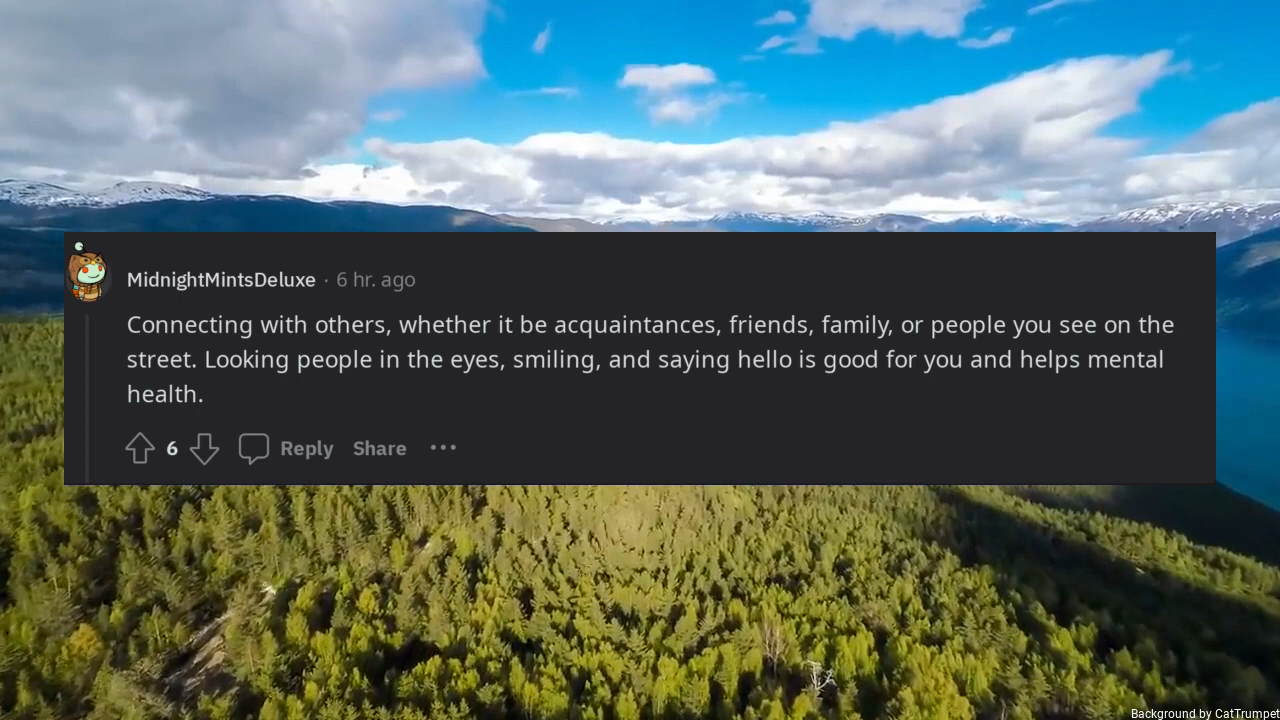 MidnightMintsDeluxe · 6 hr. ago
Connecting with others, whether it be acquaintances, friends, family, or people you see on the
street. Looking people in the eyes, smiling, and saying hello is good for you and helps mental
health.
6 Reply Share ···
Background by CatTrumpet